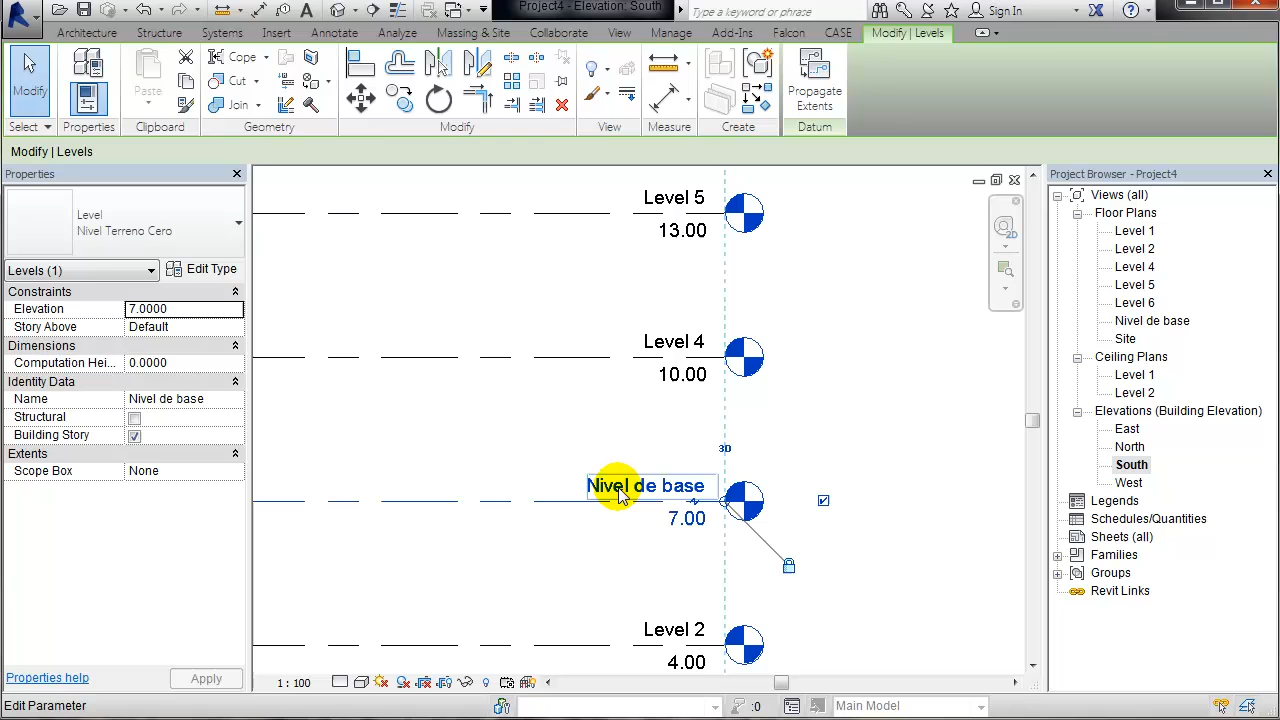 Project4 - Elevation: South
Type a keyword or phrase
Sign In
Architecture Structure Systems Insert Annotate Analyze Massing & Site Collaborate View Manage Add-Ins Falcon CASE Modify | Levels
Modify
Paste
Cope
Cut
Join
Propagate
Extents
Select Properties Clipboard Geometry Modify View Measure Create Datum
Modify | Levels
Properties
Level
Nivel Terreno Cero
Levels (1)
Edit Type
Constraints
Elevation 7.0000
Story Above Default
Dimensions
Computation Hei... 0.0000
Identity Data
Name Nivel de base
Structural
Building Story
Extents
Scope Box None
Properties help
Apply
Level 5
13.00
Level 4
10.00
3D
Nivel de base
7.00
Level 2
4.00
2D
1 : 100
Project Browser - Project4
Views (all)
Floor Plans
Level 1
Level 2
Level 4
Level 5
Level 6
Nivel de base
Site
Ceiling Plans
Level 1
Level 2
Elevations (Building Elevation)
East
North
South
West
Legends
Schedules/Quantities
Sheets (all)
Families
Groups
Revit Links
Edit Parameter
:0
Main Model